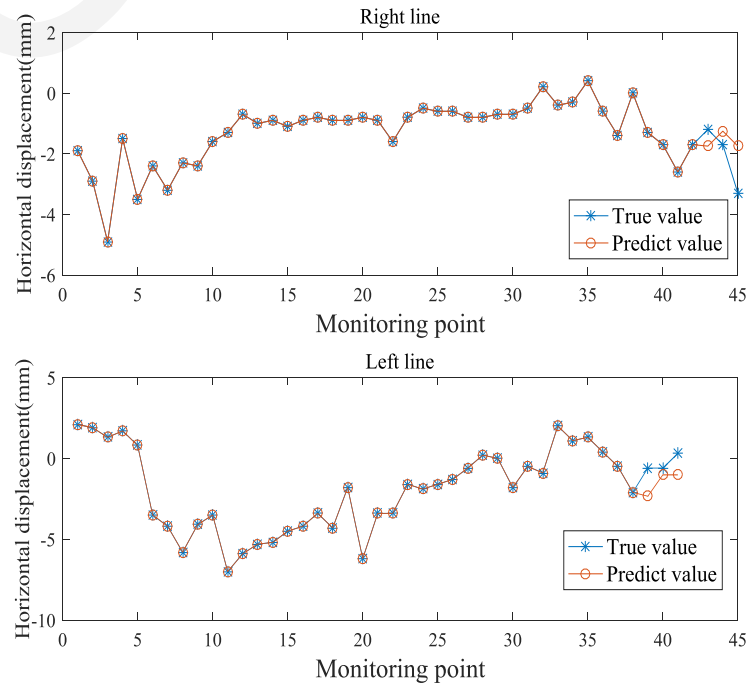 Right line
Horizontal displacement(mm)
2
0
-2
-4
-6
0 5 10 15 20 25 30 35 40 45
True value
Predict value
Monitoring point
Left line
Horizontal displacement(mm)
5
0
-5
-10
0 5 10 15 20 25 30 35 40 45
True value
Predict value
Monitoring point